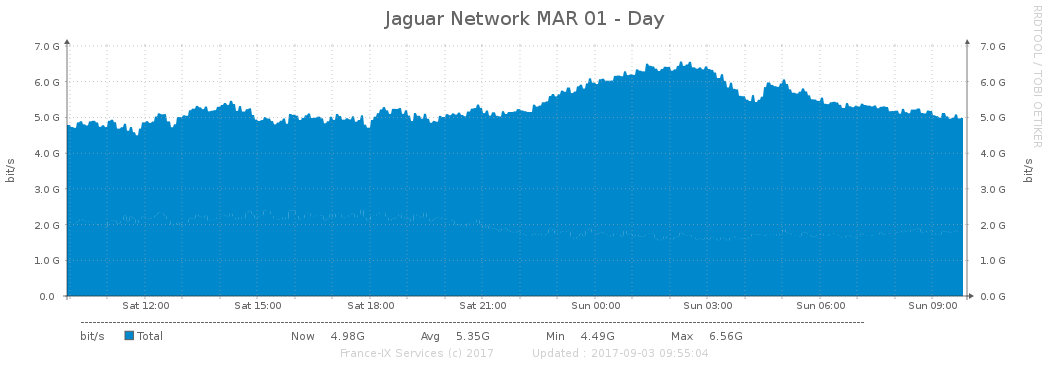 Jaguar Network MAR 01 - Day
RRDTOOL / TOBI OETIKER
7.0 G 7.0 G
6.0 G 6.0 G
5.0 G 5.0 G
4.0 G 4.0 G
3.0 G 3.0 G
2.0 G 2.0 G
1.0 G 1.0 G
0.0 0.0 G
bit/s bit/s
Sat 12:00 Sat 15:00 Sat 18:00 Sat 21:00 Sun 00:00 Sun 03:00 Sun 06:00 Sun 09:00
bit/s Total Now 4.98G Avg 5.35G Min 4.49G Max 6.56G
France-IX Services (c) 2017 Updated : 2017-09-03 09:55:04